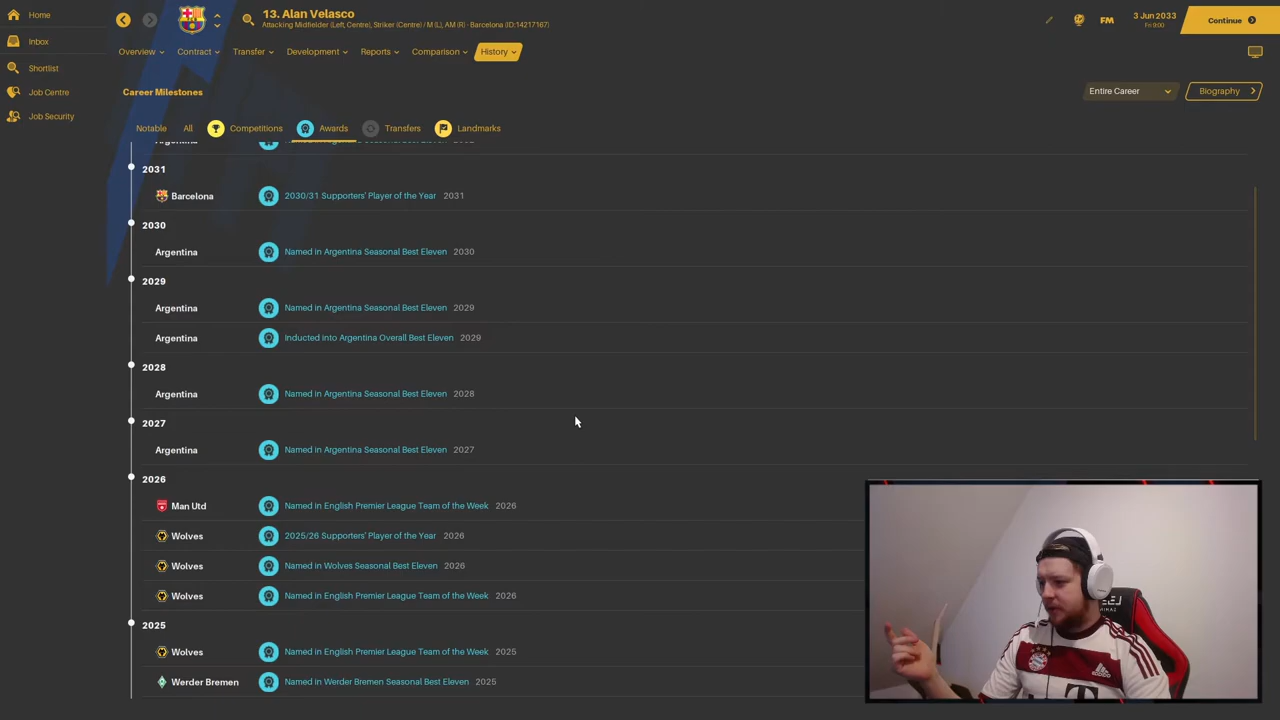 Home
Inbox
Shortlist
Job Centre
Job Security
13. Alan Velasco
Attacking Midfielder (Left, Centre), Striker (Centre) / M (L), AM (R) - Barcelona (ID:14217167)
FM
3 Jun 2033
Fri 9:00
Continue
Overview
Contract
Transfer
Development
Reports
Comparison
History
Career Milestones
Entire Career
Biography
Notable
All
Competitions
Awards
Transfers
Landmarks
2031
Barcelona 2030/31 Supporters' Player of the Year 2031
2030
Argentina Named in Argentina Seasonal Best Eleven 2030
2029
Argentina Named in Argentina Seasonal Best Eleven 2029
Argentina Inducted into Argentina Overall Best Eleven 2029
2028
Argentina Named in Argentina Seasonal Best Eleven 2028
2027
Argentina Named in Argentina Seasonal Best Eleven 2027
2026
Man Utd Named in English Premier League Team of the Week 2026
Wolves 2025/26 Supporters' Player of the Year 2026
Wolves Named in Wolves Seasonal Best Eleven 2026
Wolves Named in English Premier League Team of the Week 2026
2025
Wolves Named in English Premier League Team of the Week 2025
Werder Bremen Named in Werder Bremen Seasonal Best Eleven 2025